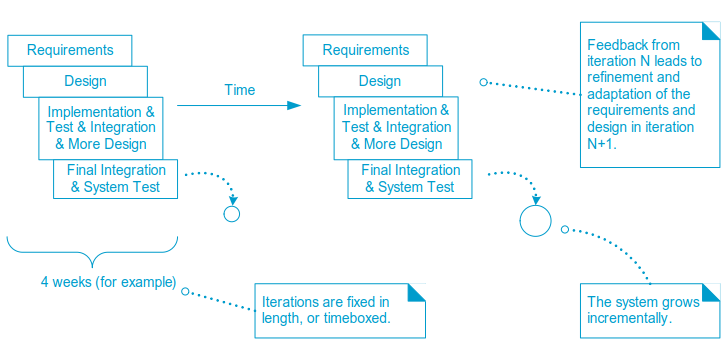 Requirements
Design
Implementation &
Test & Integration
& More Design
Final Integration
& System Test
Time
Requirements
Design
Implementation &
Test & Integration
& More Design
Final Integration
& System Test
Feedback from
iteration N leads to
refinement and
adaptation of the
requirements and
design in iteration
N+1.
4 weeks (for example)
Iterations are fixed in
length, or timeboxed.
The system grows
incrementally.